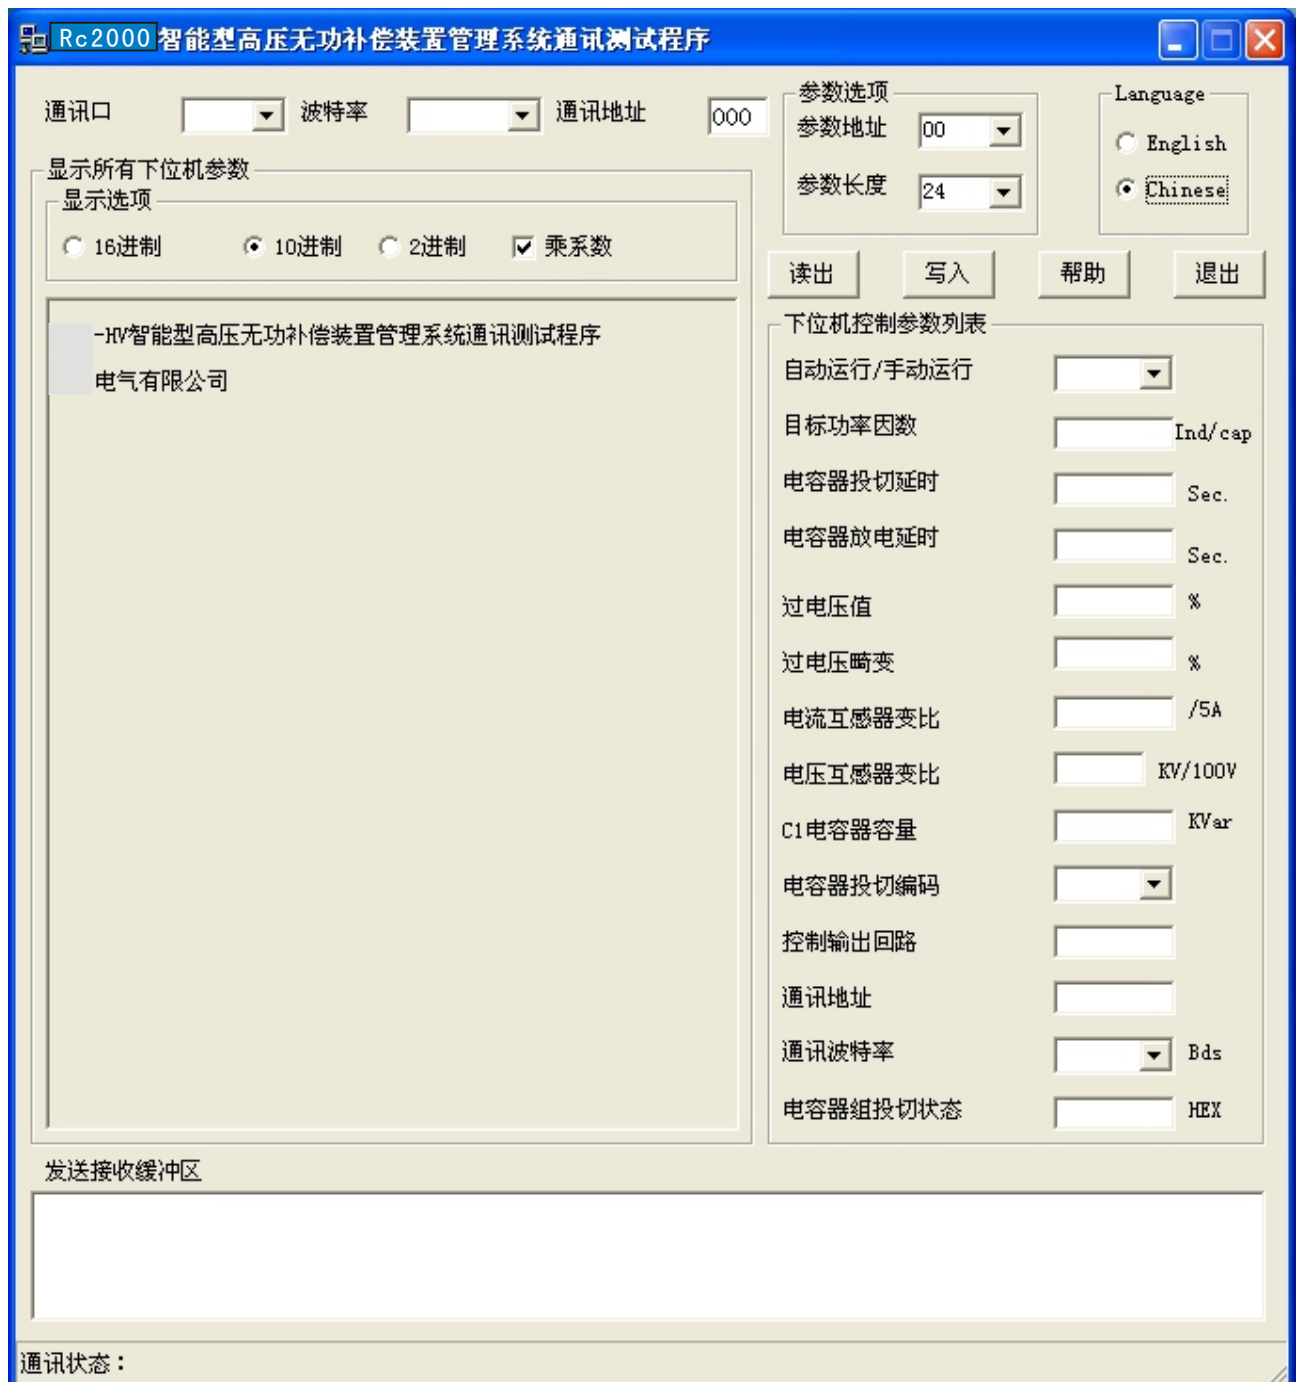 Rc2000智能型高压无功补偿装置管理系统通讯测试程序
通讯口 波特率 通讯地址 000
参数选项
参数地址 00
参数长度 24
Language
English
Chinese
显示所有下位机参数
显示选项
16进制 10进制 2进制 乘系数
读出 写入 帮助 退出
-HV智能型高压无功补偿装置管理系统通讯测试程序
电气有限公司
下位机控制参数列表
自动运行/手动运行
目标功率因数 Ind/cap
电容器投切延时 Sec.
电容器放电延时 Sec.
过电压值 %
过电压畸变 %
电流互感器变比 /5A
电压互感器变比 KV/100V
C1电容器容量 KVar
电容器投切编码
控制输出回路
通讯地址
通讯波特率 Bds
电容器组投切状态 HEX
发送接收缓冲区
通讯状态：